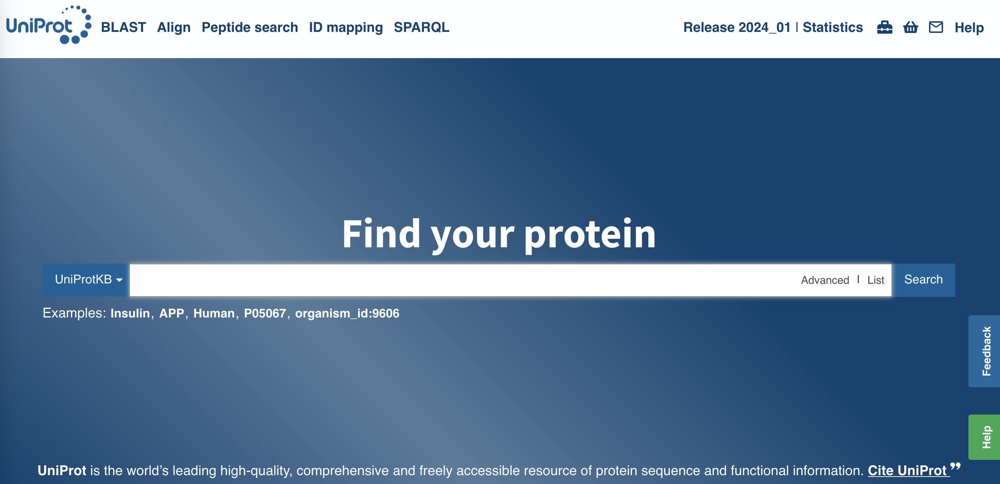 UniProt BLAST Align Peptide search ID mapping SPARQL Release 2024_01 | Statistics Help
Find your protein
UniProtKB Advanced | List Search
Examples: Insulin, APP, Human, P05067, organism_id:9606
Feedback
Help
UniProt is the world’s leading high-quality, comprehensive and freely accessible resource of protein sequence and functional information. Cite UniProt ”